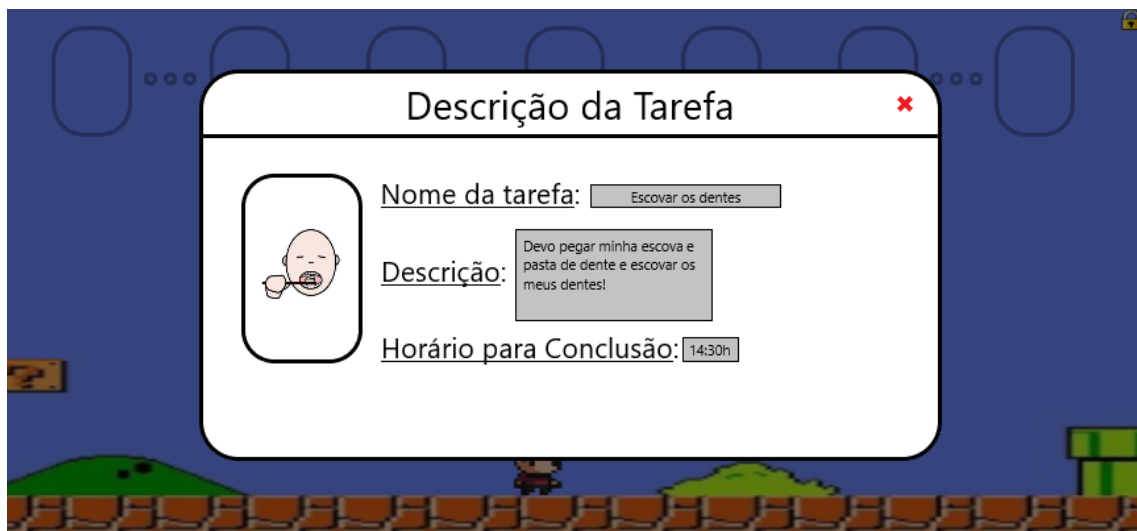 Descrição da Tarefa
Nome da tarefa: Escovar os dentes
Descrição: Devo pegar minha escova e
pasta de dente e escovar os
meus dentes!
Horário para Conclusão: 14:30h
?